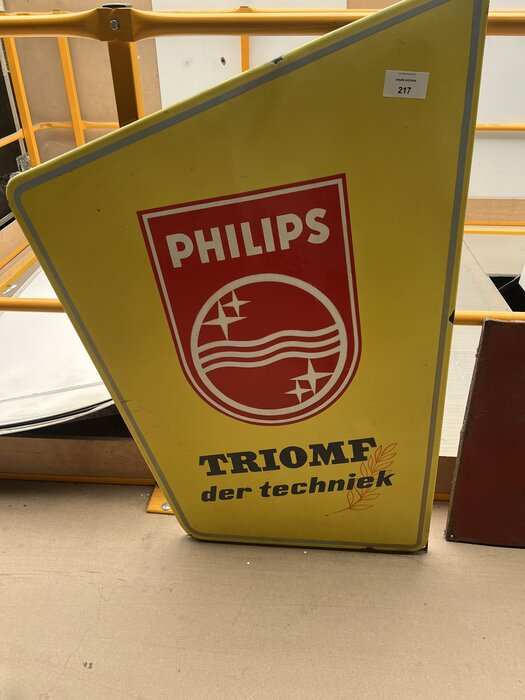 217
PHILIPS
TRIOMF
der techniek